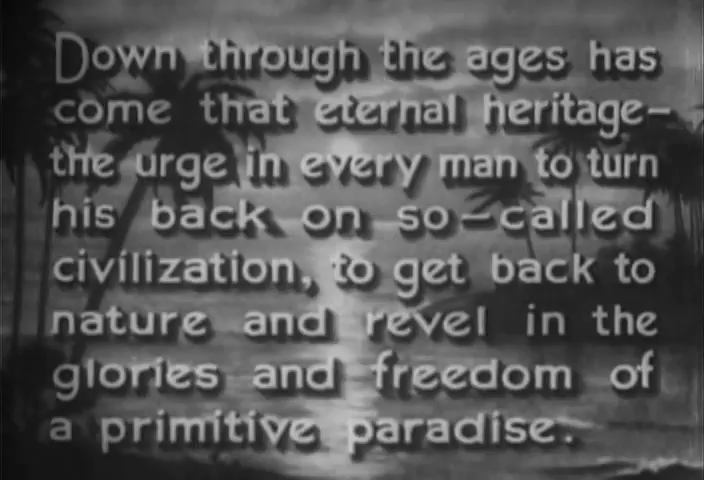 Down through the ages has
come that eternal heritage—
the urge in every man to turn
his back on so-called
civilization, to get back to
nature and revel in the
glories and freedom of
a primitive paradise.